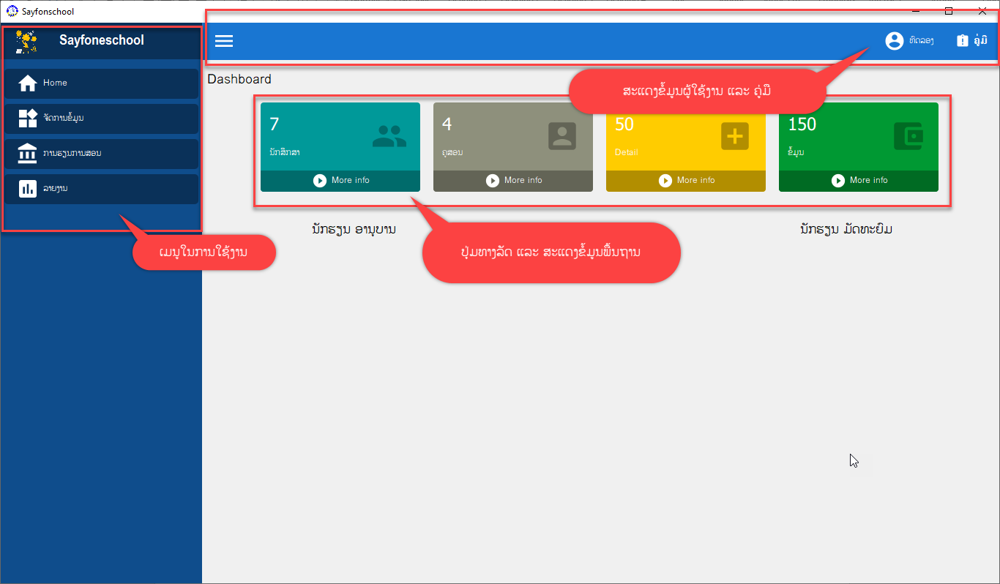 Sayfonschool
Sayfoneschool
ທົດລອງ
ຄູ່ມື
Home
ຈັດການຂໍ້ມູນ
ການຮຽນການສອນ
ລາຍງານ
ເມນູໃນການໃຊ້ງານ
Dashboard
ສະແດງຂໍ້ມູນຜູ້ໃຊ້ງານ ແລະ ຄູ່ມື
7
ນັກສຶກສາ
More info
4
ຄູສອນ
More info
50
Detail
More info
150
ຂໍ້ມູນ
More info
ນັກຮຽນ ອານຸບານ
ນັກຮຽນ ມັດທະຍົມ
ປຸ່ມທາງລັດ ແລະ ສະແດງຂໍ້ມູນພື້ນຖານ